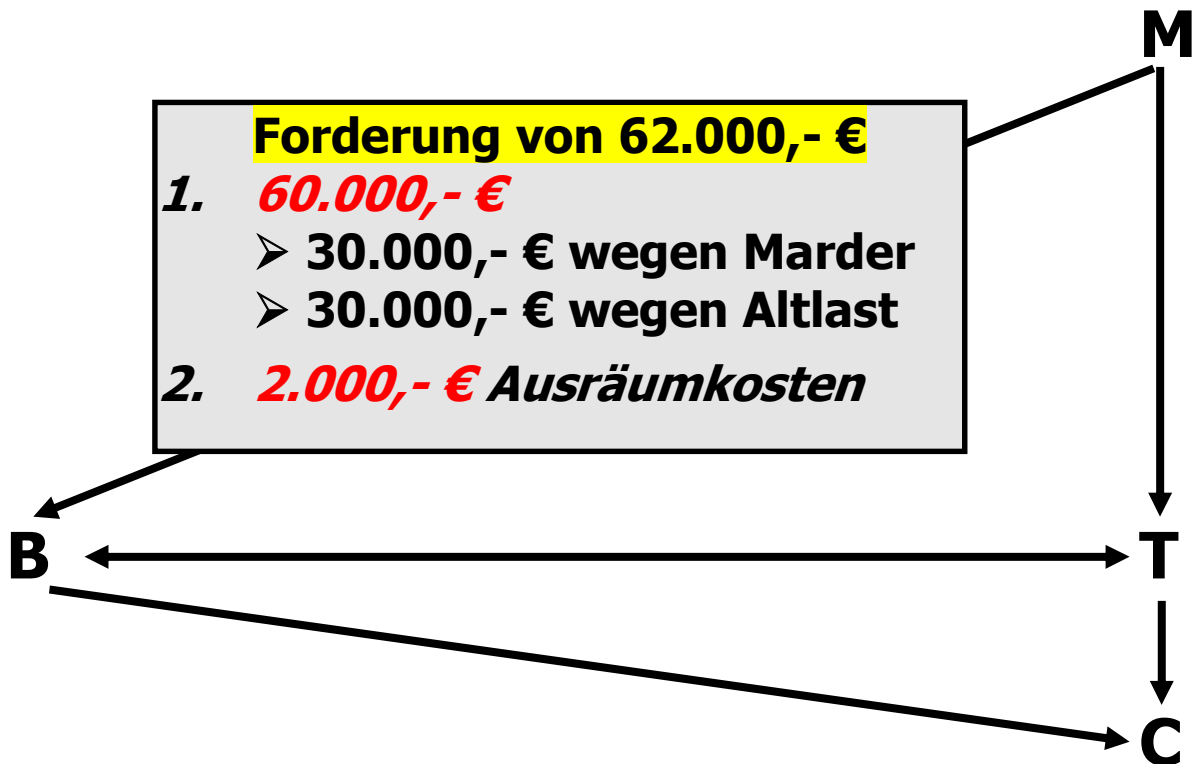 M
Forderung von 62.000,- €
1. 60.000,- €
➢ 30.000,- € wegen Marder
➢ 30.000,- € wegen Altlast
2. 2.000,- € Ausräumkosten
B T
C